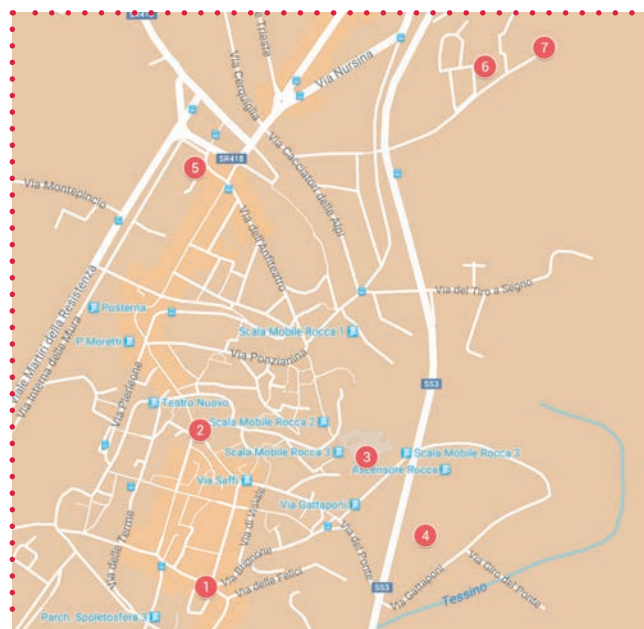 SR418
Via Trieste
Via Cerquiglia
Via Nursina
6
7
Via Cacciatori delle Alpi
SR418
5
Via Montepincio
Via dell'Anfiteatro
Viale Martiri della Resistenza
Via Interna delle Mura
Via del Tiro a Segno
Posterna
P. Moretti
Scala Mobile Rocca 1
Via Ponzianina
Via Pierleone
SS3
Teatro Nuovo
Scala Mobile Rocca 2
2
Scala Mobile Rocca 3
3
Scala Mobile Rocca 3
Ascensore Rocca
Via Saffi
Via Gattaponi
Via di Visiale
Via delle Terme
Via del Ponte
4
Via Brignone
Via delle Felici
1
SS3
Via Gattaponi
Via Giro del Ponte
Tessino
Parch. Spoletosfera 3